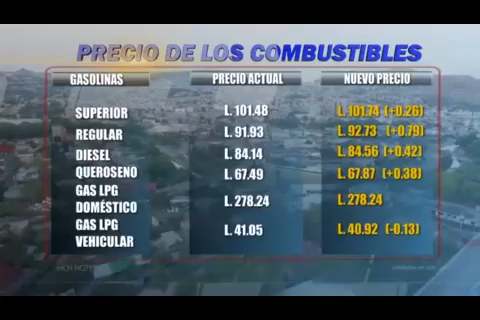 PRECIO DE LOS COMBUSTIBLES
GASOLINAS PRECIO ACTUAL NUEVO PRECIO
SUPERIOR L. 101.48 L. 101.74 (+0.26)
REGULAR L. 91.93 L. 92.73 (+0.79)
DIESEL L. 84.14 L. 84.56 (+0.42)
QUEROSENO L. 67.49 L. 67.87 (+0.38)
GAS LPG
DOMÉSTICO L. 278.24 L. 278.24
GAS LPG
VEHICULAR L. 41.05 L. 40.92 (-0.13)